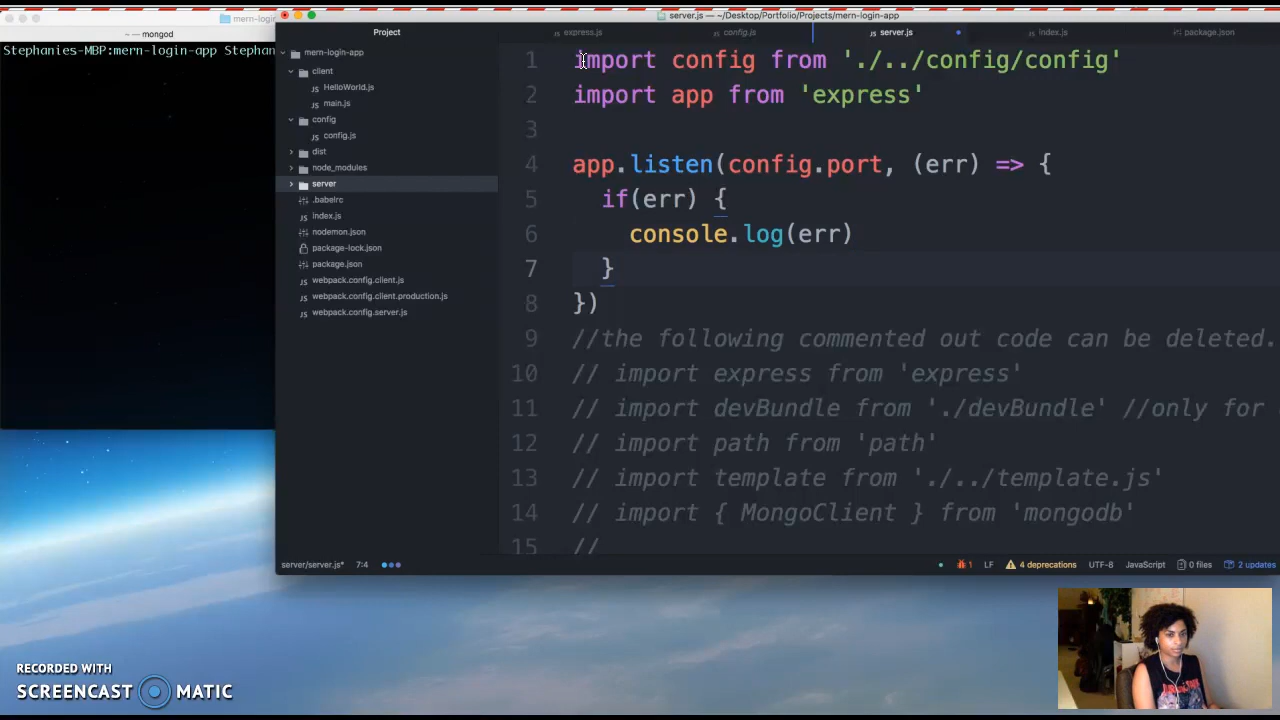 mern-login
server.js — ~/Desktop/Portfolio/Projects/mern-login-app
~ — mongod
Stephanies-MBP:mern-login-app Stephan
Project
mern-login-app
client
HelloWorld.js
main.js
config
config.js
dist
node_modules
server
.babelrc
index.js
nodemon.json
package-lock.json
package.json
webpack.config.client.js
webpack.config.client.production.js
webpack.config.server.js
express.js
config.js
server.js
index.js
package.json
1 import config from './../config/config'
2 import app from 'express'
3
4 app.listen(config.port, (err) => {
5 if(err) {
6 console.log(err)
7 }
8 })
9 //the following commented out code can be deleted.
10 // import express from 'express'
11 // import devBundle from './devBundle' //only for
12 // import path from 'path'
13 // import template from './../template.js'
14 // import { MongoClient } from 'mongodb'
15 //
server/server.js* 7:4
1 LF 4 deprecations UTF-8 JavaScript 0 files 2 updates
RECORDED WITH
SCREENCAST MATIC